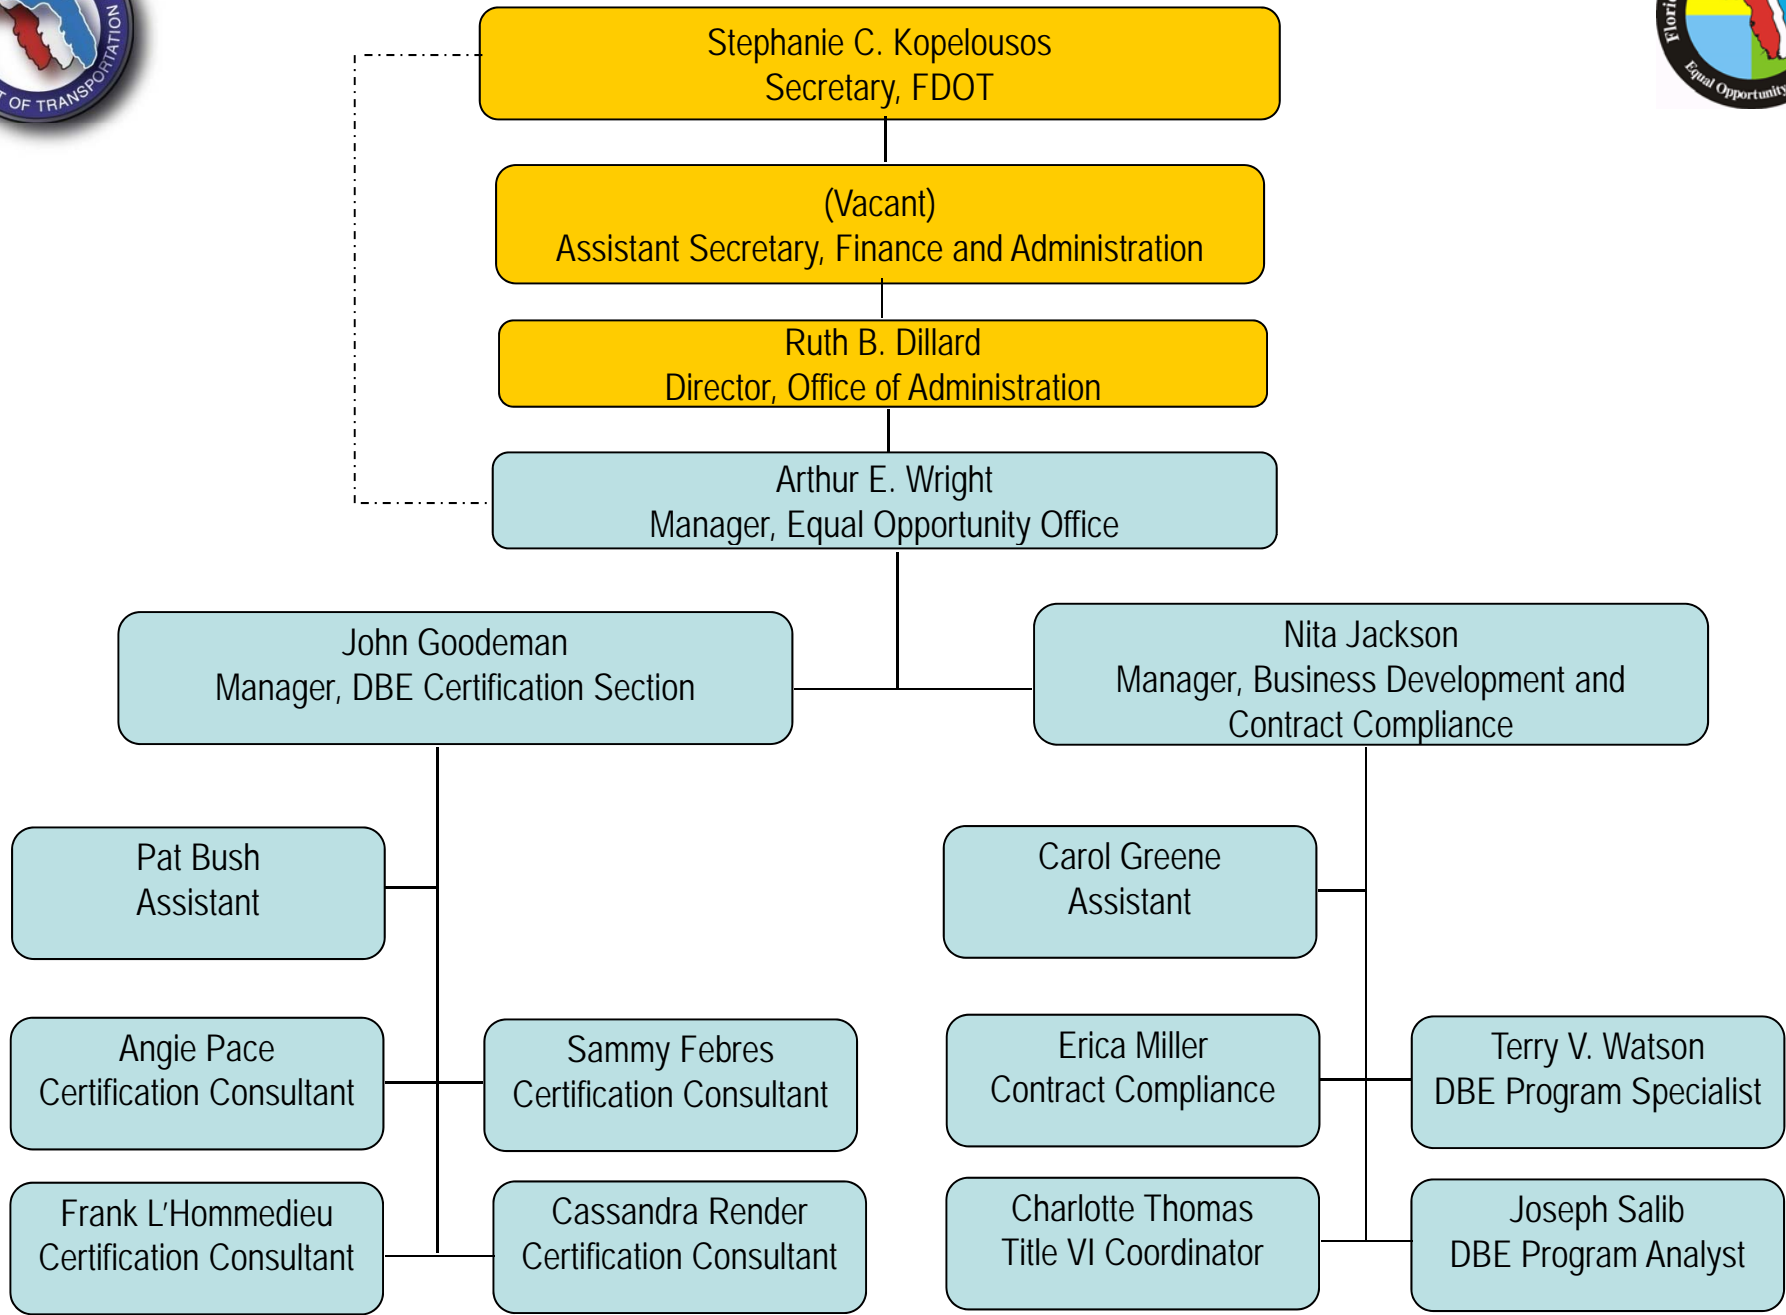 OF TRANSPORTATION
Equal Opportunity
Stephanie C. Kopelousos
Secretary, FDOT
(Vacant)
Assistant Secretary, Finance and Administration
Ruth B. Dillard
Director, Office of Administration
Arthur E. Wright
Manager, Equal Opportunity Office
John Goodeman
Manager, DBE Certification Section
Nita Jackson
Manager, Business Development and
Contract Compliance
Pat Bush
Assistant
Carol Greene
Assistant
Angie Pace
Certification Consultant
Sammy Febres
Certification Consultant
Erica Miller
Contract Compliance
Terry V. Watson
DBE Program Specialist
Frank L'Hommedieu
Certification Consultant
Cassandra Render
Certification Consultant
Charlotte Thomas
Title VI Coordinator
Joseph Salib
DBE Program Analyst